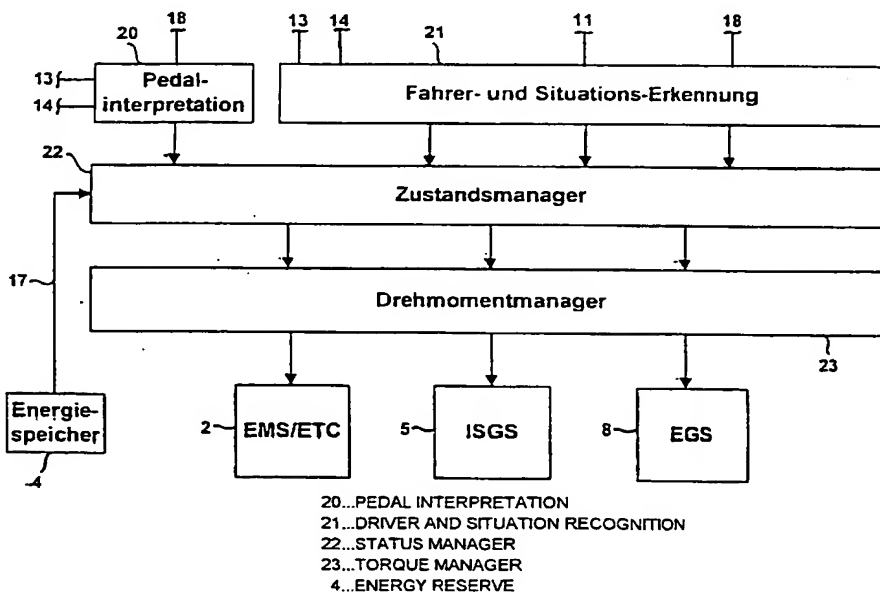 18 13 14 21 11 18
20
13 Pedal-
14 interpretation
Fahrer- und Situations-Erkennung
22
Zustandsmanager
17
Drehmomentmanager
23
Energie-
speicher
4
2 EMS/ETC 5 ISGS 8 EGS
20...PEDAL INTERPRETATION
21...DRIVER AND SITUATION RECOGNITION
22...STATUS MANAGER
23...TORQUE MANAGER
4...ENERGY RESERVE